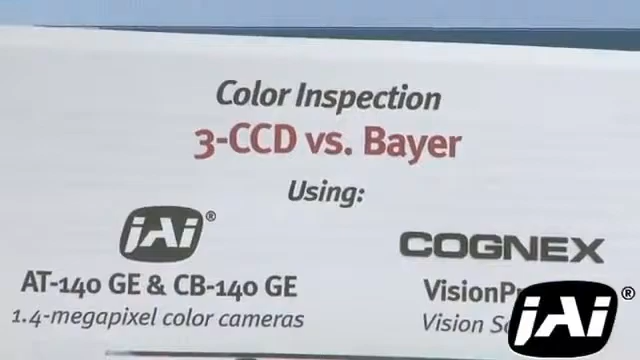 Color Inspection
3-CCD vs. Bayer
Using:
JAi®
COGNEX
AT-140 GE & CB-140 GE
1.4-megapixel color cameras
Vision
JAi®